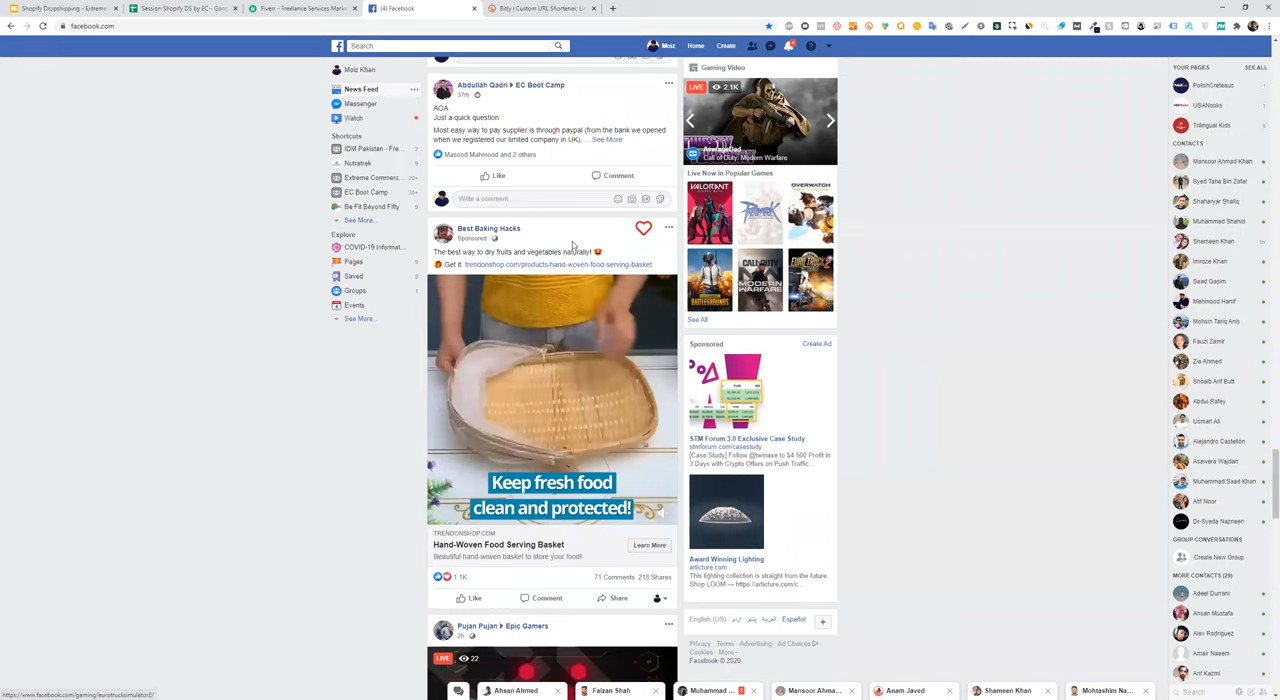 Shopify Dropshipping - Extreme
Session Shopify DS by EC - Goo
Fiverr - Freelance Services Mark
(4) Facebook
Bitly | Custom URL Shortener, Li
facebook.com
Search
Moiz
Home
Create
Moiz Khan
News Feed
Messenger
Watch
Shortcuts
IDM Pakistan - Fre... 2
Nutratrek
Extreme Commerc...
EC Boot Camp
Be Fit Beyond Fifty
See More...
Explore
COVID-19 Informat...
Pages
Saved
Groups
Events
See More...
Abdullah Qadri ▸ EC Boot Camp
37m
AOA
Just a quick question
Most easy way to pay supplier is through paypal (from the bank we opened
when we registered our limited company in UK). ... See More
Masood Mahmood and 2 others
Like
Comment
Write a comment...
Best Baking Hacks
Sponsored
The best way to dry fruits and vegetables naturally!
Get it: trendonshop.com/products/hand-woven-food-serving-basket
Keep fresh food
clean and protected!
TRENDONSHOP.COM
Hand-Woven Food Serving Basket
Learn More
Beautiful hand-woven basket to store your food!
1.1K
71 Comments 218 Shares
Like
Comment
Share
Pujan Pujan ▸ Epic Gamers
2h
LIVE 22
Gaming Video
LIVE 2.1K
THIRSTY
AverageDad
Call of Duty: Modern Warfare
Live Now in Popular Games
VALORANT
OVERWATCH
BATTLEGROUNDS
MODERN
WARFARE
See All
Sponsored
Create Ad
STM Forum 3.0 Exclusive Case Study
stmforum.com/casestudy
[Case Study] Follow @twinaxe to $4,500 Profit in
3 Days with Crypto Offers on Push Traffic...
Award Winning Lighting
articture.com
This lighting collection is straight from the future.
Shop LOOM → https://articture.com/c...
English (US) اردو العربية پښتو Español
Privacy · Terms · Advertising · Ad Choices
Cookies · More
Facebook © 2020
YOUR PAGES
SEE ALL
PolishCreteaus 1
USANooks 2
Trilingual Kids
CONTACTS
Mansoor Ahmad Khan
Syed Taha Bin Zafar
Shaharyar Shafiq
Muhammad Shahid
Shameen Khan
Imroze Khan
Saad Qasim
Mehmood Hanif
Mohsin Tariq Anis
Fauzi Zamir
Zia Ahmed
Shoaib Arif Butt
Abdul Rafey
Usman Ali
Alejandro Castellón
Asawera Wajdan
Muhammad Saad Khan
Atif Noor
Dr-Syeda Nazneen
GROUP CONVERSATIONS
Create New Group
MORE CONTACTS (29)
Adeel Durrani
Ahsan Mustafa
Alex Rodriguez
Amair Naeem
Arif Kazmi
Search
https://www.facebook.com/gaming/eurotrucksimulator2/
Ahsan Ahmed
Faizan Shah
Muhammad ...
Mansoor Ahma...
Anam Javed
Shameen Khan
Mohtashim Na...